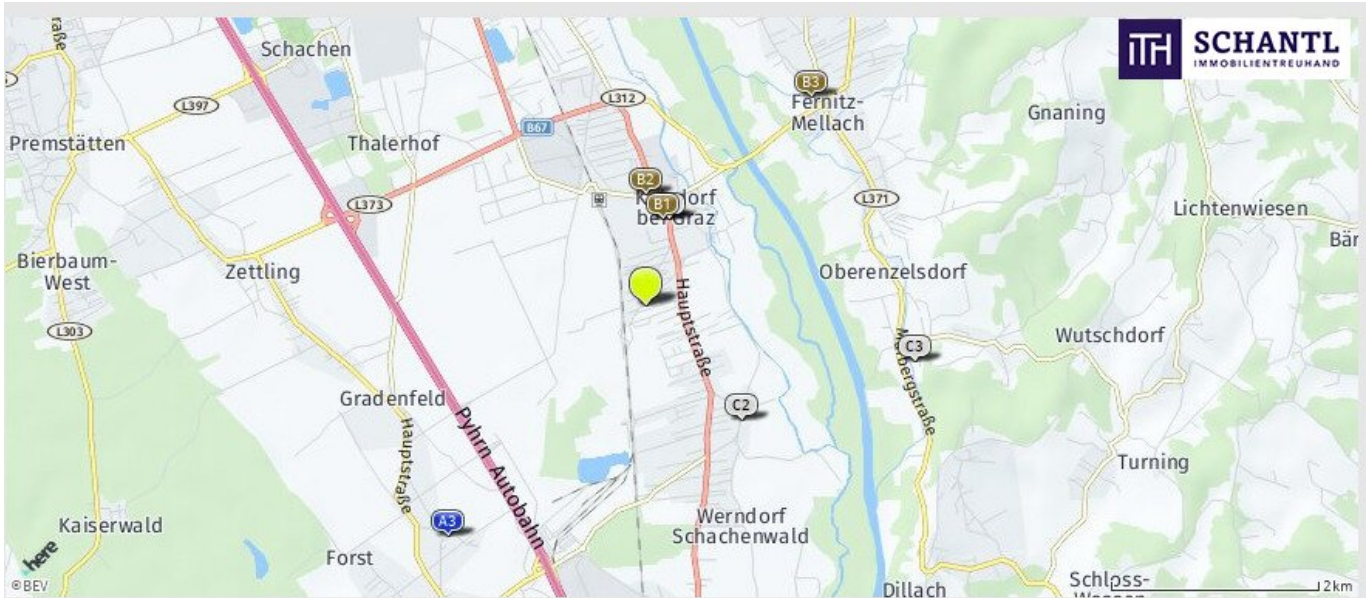 Schachen
iTH SCHANTL
IMMOBILIENTREUHAND
B3
Fernitz-
Mellach
L397
L312
B67
Gnaning
Premstätten
Thalerhof
B2
B1
L373
L371
Lichtenwiesen
Bierbaum-
West
Zettling
Oberenzelsdorf
Hauptstraße
L303
C3
Wutschdorf
Gradenfeld
C2
Pyhrn Autobahn
Hauptstraße
Turning
A3
Kaiserwald
Werndorf
Schachenwald
Forst
here
©BEV
Dillach
Schloss-
2km